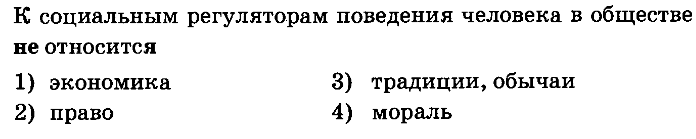 К социальным регуляторам поведения человека в обществе
не относится
1) экономика 3) традиции, обычаи
2) право 4) мораль